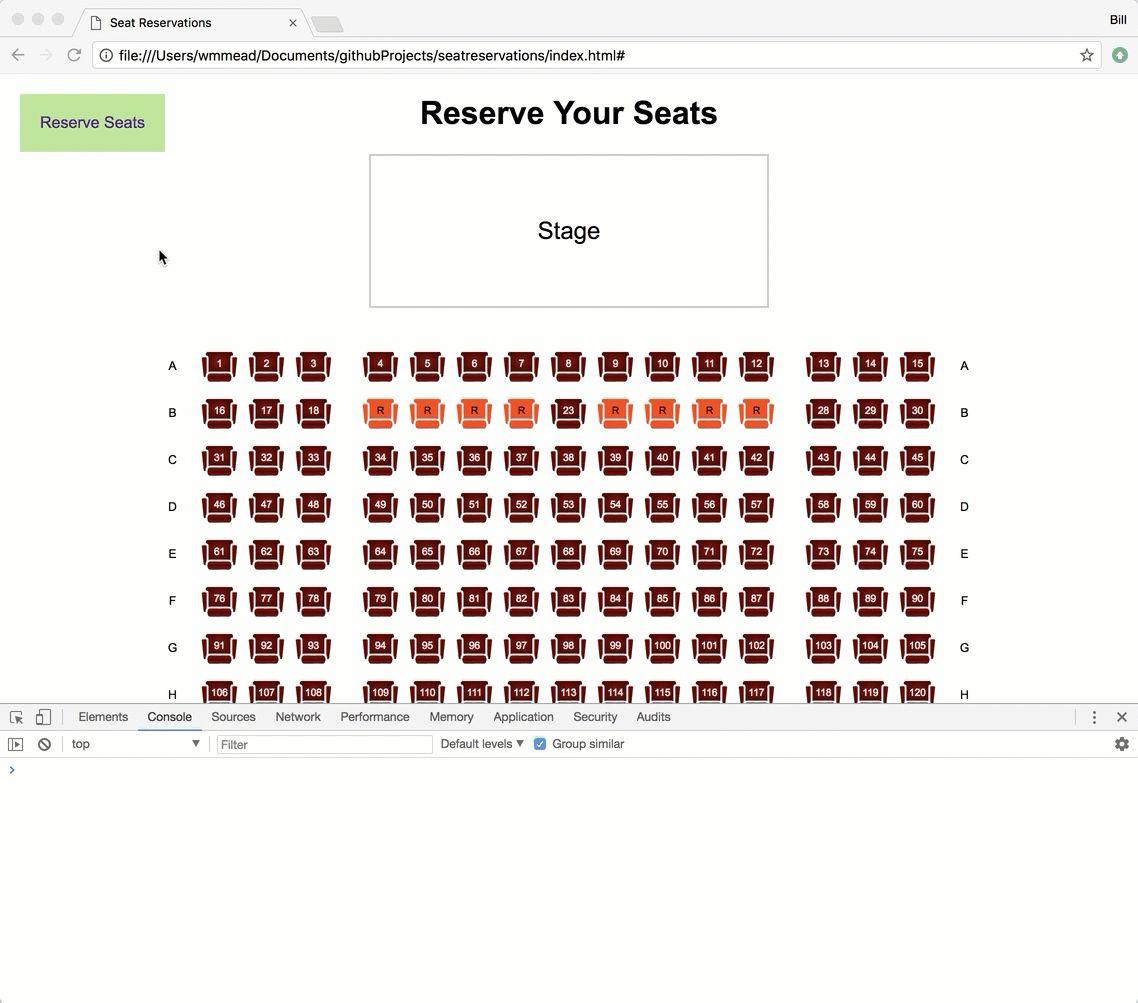 Seat Reservations
Bill
file:///Users/wmmead/Documents/githubProjects/seatreservations/index.html#
Reserve Seats
Reserve Your Seats
Stage
A 1 2 3 4 5 6 7 8 9 10 11 12 13 14 15 A
B 16 17 18 R R R R 23 R R R R 28 29 30 B
C 31 32 33 34 35 36 37 38 39 40 41 42 43 44 45 C
D 46 47 48 49 50 51 52 53 54 55 56 57 58 59 60 D
E 61 62 63 64 65 66 67 68 69 70 71 72 73 74 75 E
F 76 77 78 79 80 81 82 83 84 85 86 87 88 89 90 F
G 91 92 93 94 95 96 97 98 99 100 101 102 103 104 105 G
H 106 107 108 109 110 111 112 113 114 115 116 117 118 119 120 H
Elements Console Sources Network Performance Memory Application Security Audits
top Filter Default levels Group similar